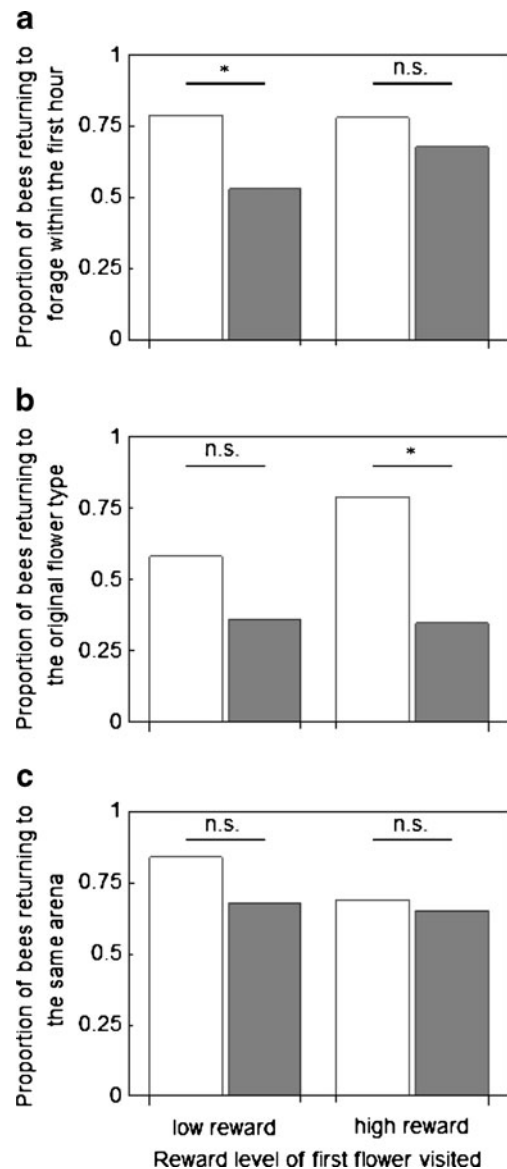 a
Proportion of bees returning to
forage within the first hour
1
0.75
0.5
0.25
0
*
n.s.
b
Proportion of bees returning to
the original flower type
1
0.75
0.5
0.25
0
n.s.
*
c
Proportion of bees returning to
the same arena
1
0.75
0.5
0.25
0
n.s.
n.s.
low reward
high reward
Reward level of first flower visited